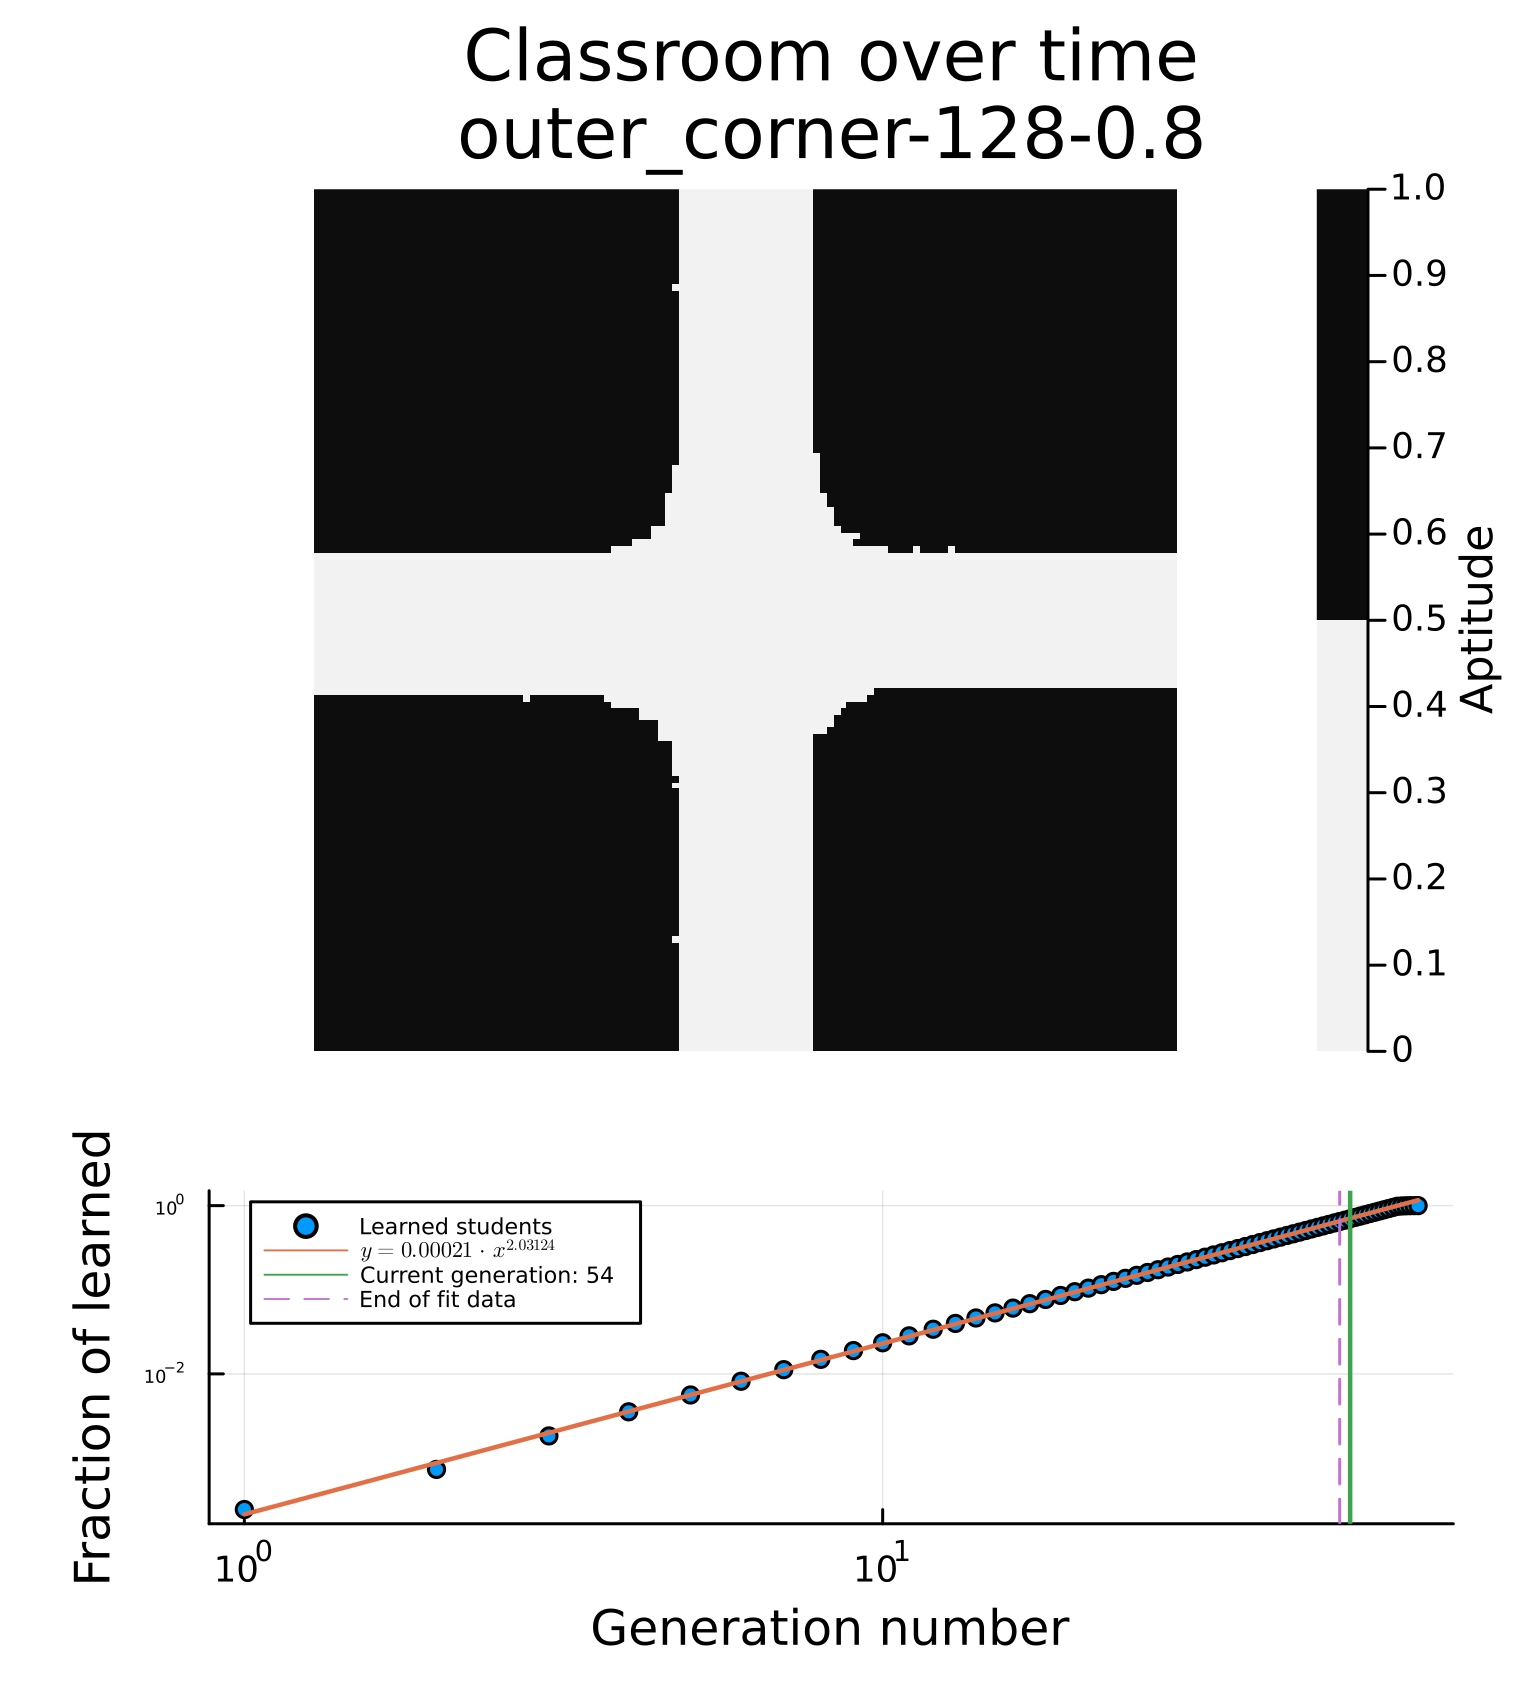 Classroom over time
outer_corner-128-0.8
1.0
0.9
0.8
0.7
0.6
0.5
0.4
0.3
0.2
0.1
0
Aptitude
Fraction of learned
10^0
10^-2
Learned students
y = 0.00021 · x^2.03124
Current generation: 54
End of fit data
10^0
10^1
Generation number